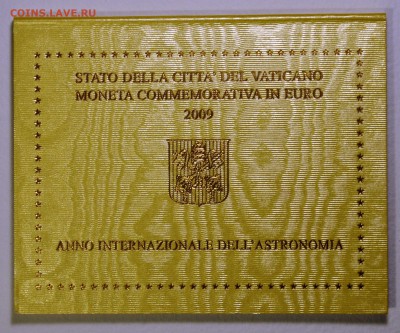 COINS.LAVE.RU
STATO DELLA CITTA' DEL VATICANO
MONETA COMMEMORATIVA IN EURO
2009
ANNO INTERNAZIONALE DELL'ASTRONOMIA